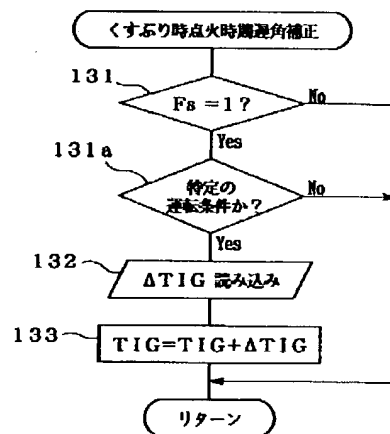 くすぶり時点火時期遅角補正
131
Fs=1?
No
Yes
131a
特定の
運転条件か?
No
Yes
132
ΔTIG 読み込み
133
TIG=TIG+ΔTIG
リターン